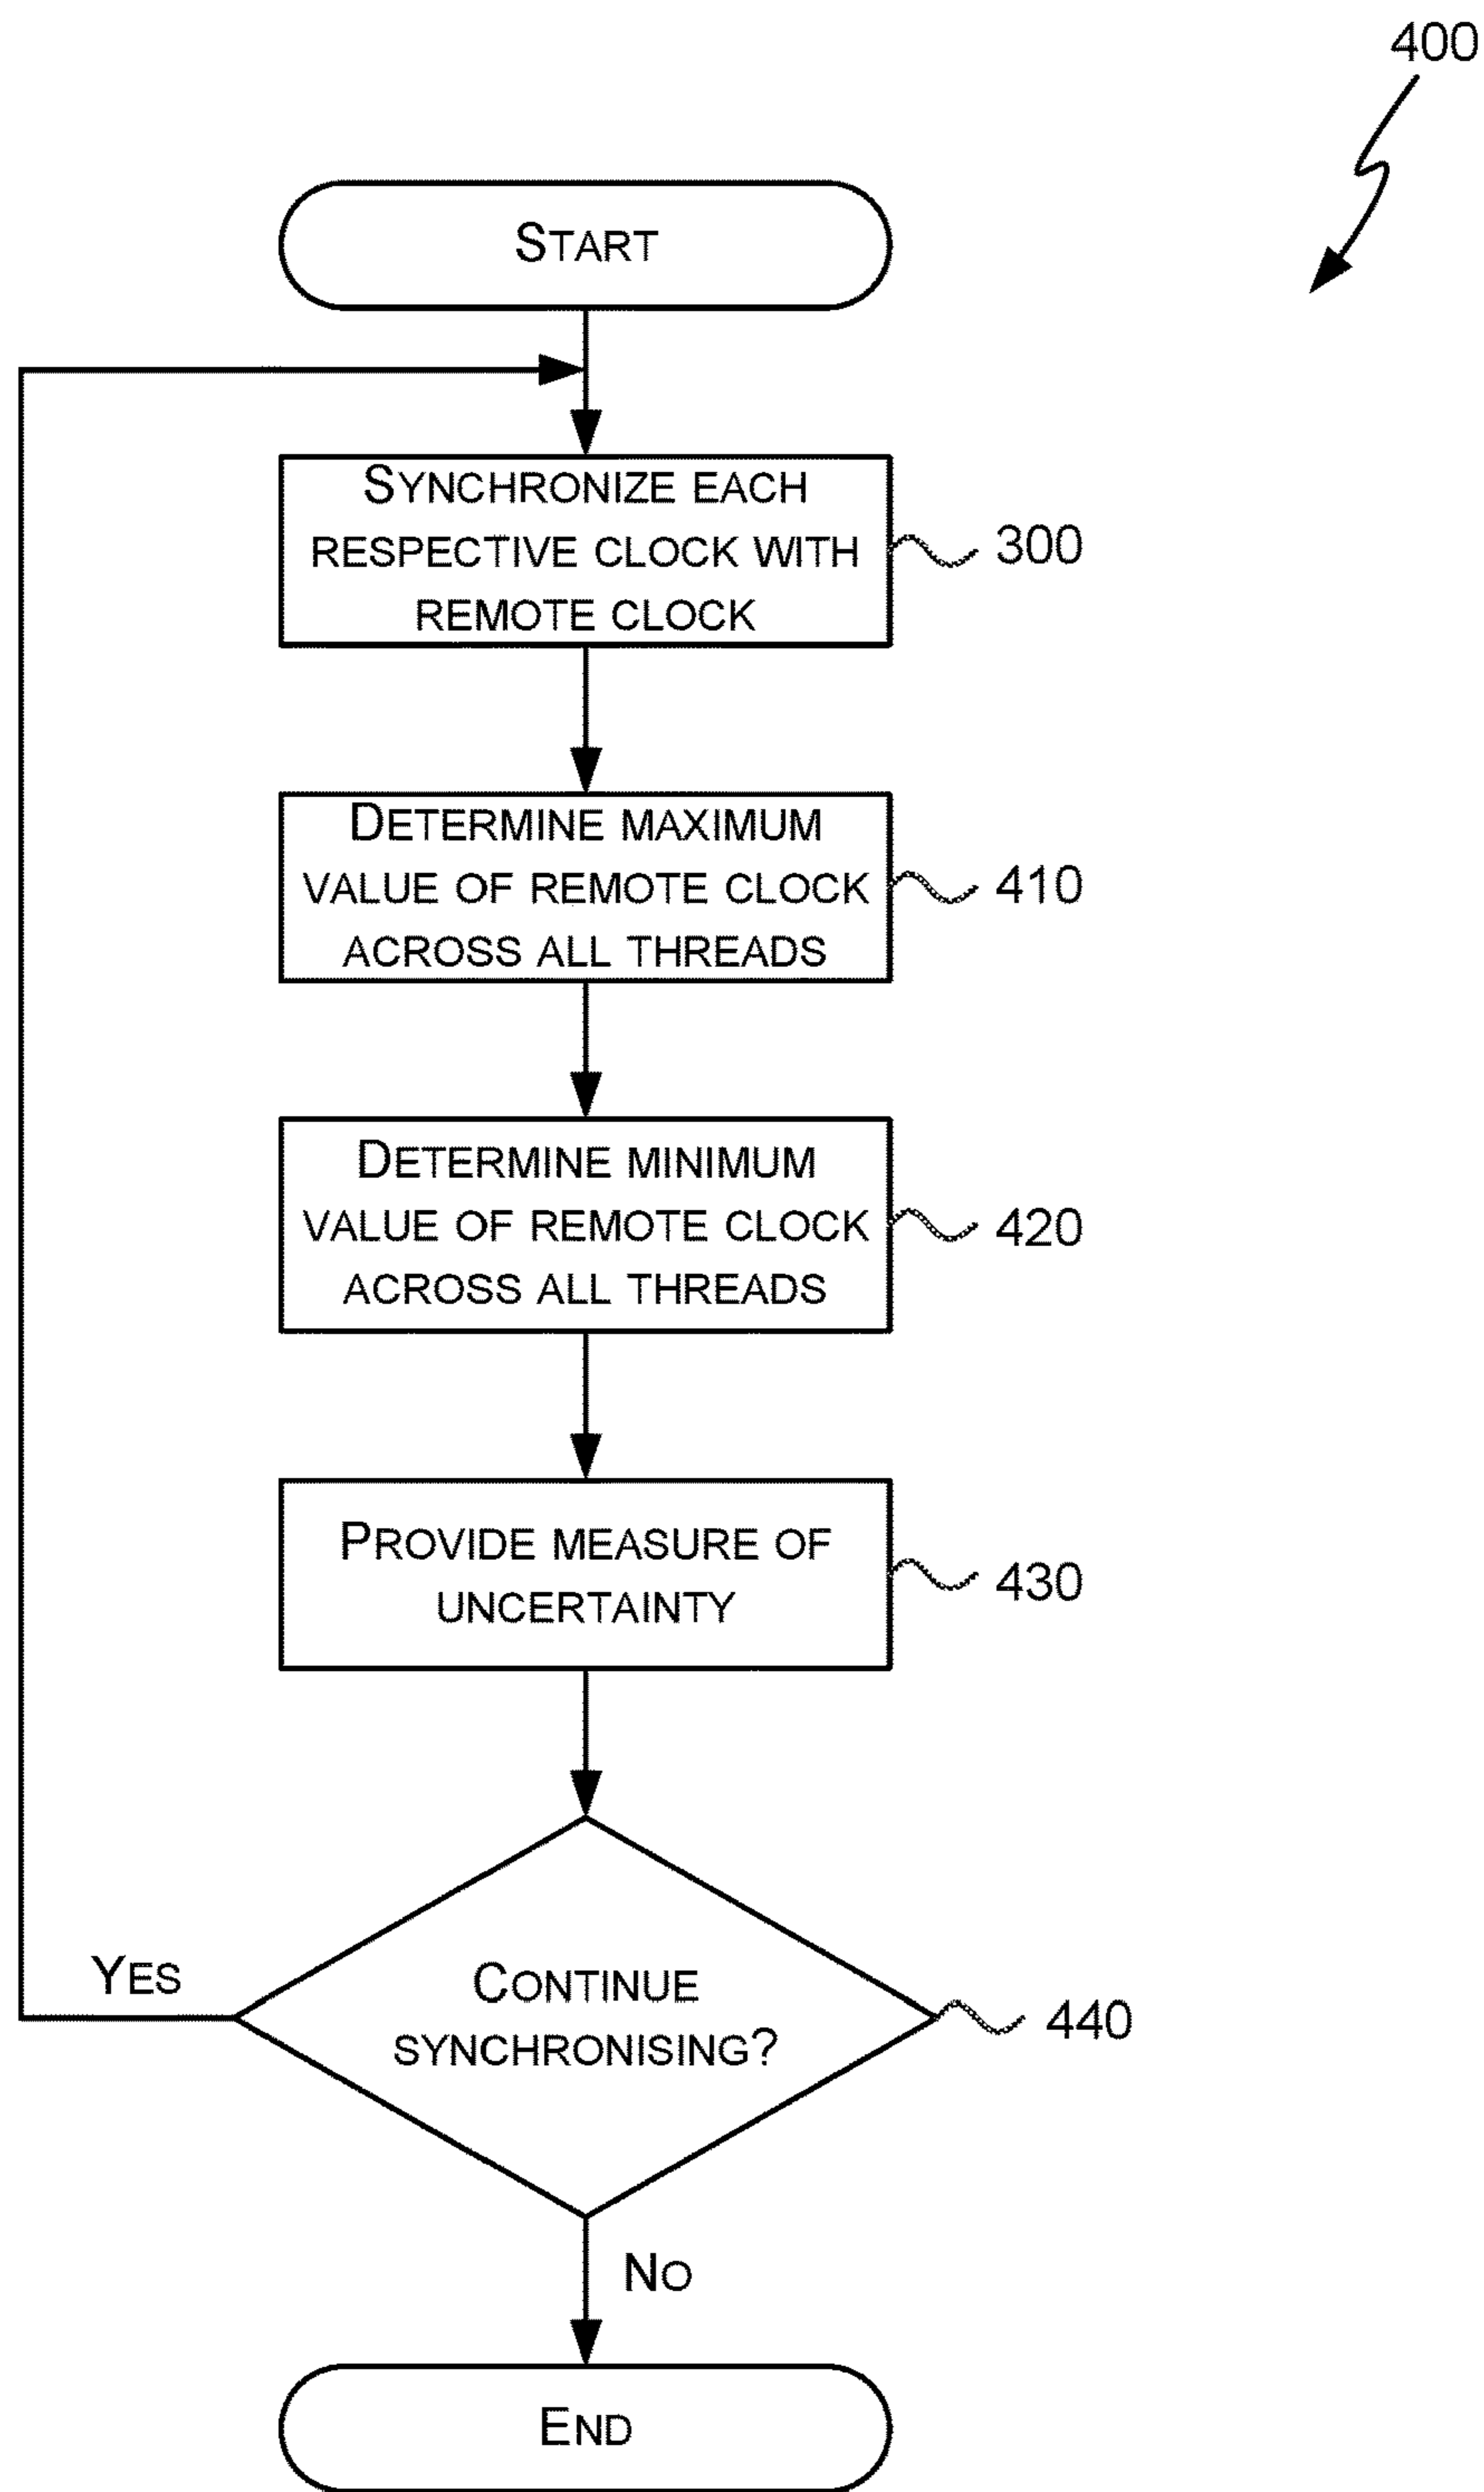 400
START
SYNCHRONIZE EACH
RESPECTIVE CLOCK WITH
REMOTE CLOCK
300
DETERMINE MAXIMUM
VALUE OF REMOTE CLOCK
ACROSS ALL THREADS
410
DETERMINE MINIMUM
VALUE OF REMOTE CLOCK
ACROSS ALL THREADS
420
PROVIDE MEASURE OF
UNCERTAINTY
430
YES
CONTINUE
SYNCHRONISING?
440
NO
END